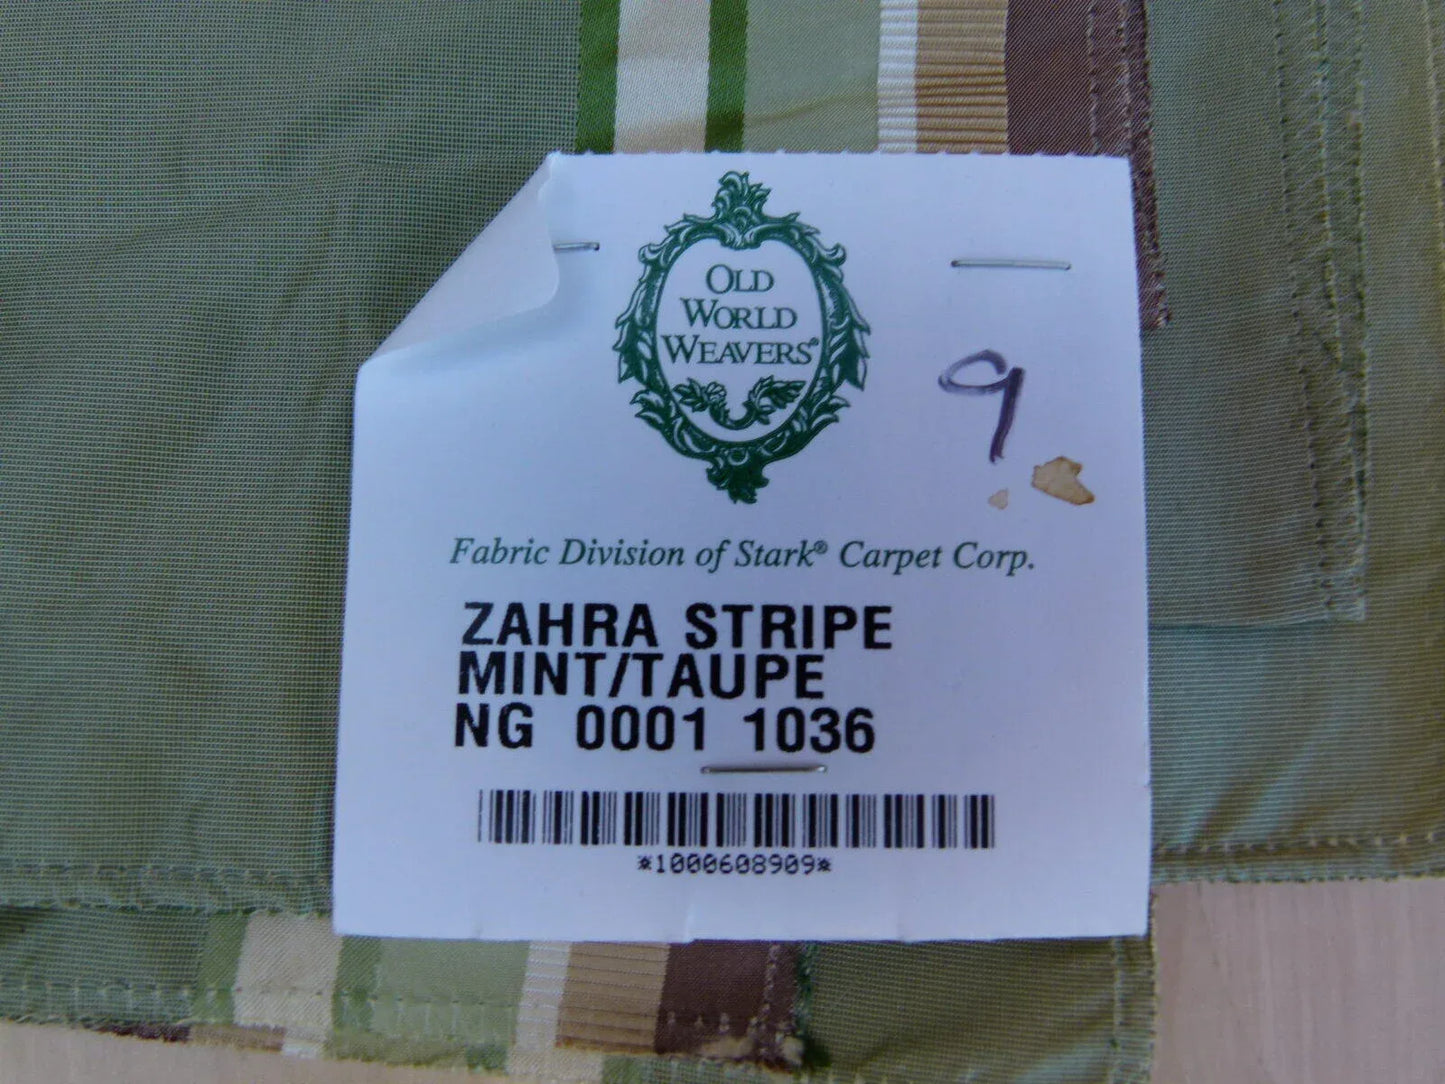 OLD
WORLD
WEAVERS®
9
Fabric Division of Stark® Carpet Corp.
ZAHRA STRIPE
MINT/TAUPE
NG 0001 1036
*1000608909*